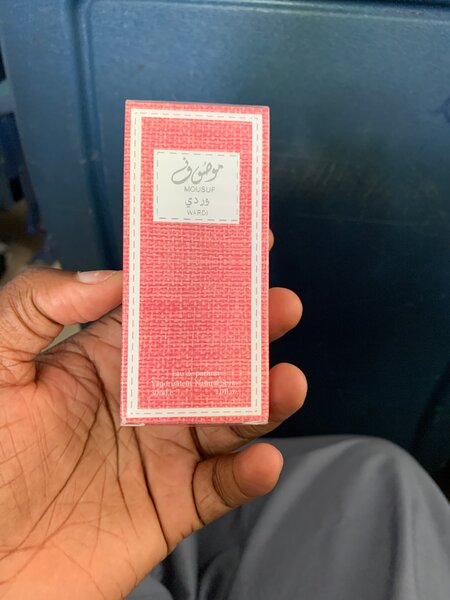 موصوف
MOUSUF
وردي
WARDI
Eau de parfum
Vaporisateur Natural Spray